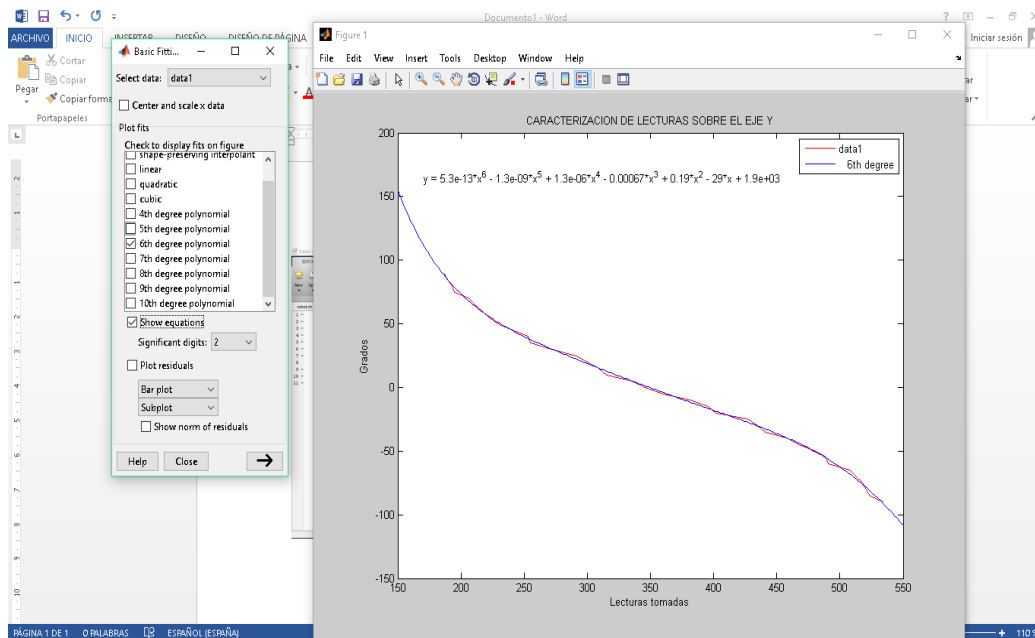 Documento1 - Word
ARCHIVO INICIO INSERTAR DISEÑO DISEÑO DE PÁGINA
Iniciar sesión
Pegar
Cortar
Copiar
Copiar forma
Portapapeles
Basic Fitti...
Select data: data1
Center and scale x data
Plot fits
Check to display fits on figure
shape-preserving interpolant
linear
quadratic
cubic
4th degree polynomial
5th degree polynomial
6th degree polynomial
7th degree polynomial
8th degree polynomial
9th degree polynomial
10th degree polynomial
Show equations
Significant digits: 2
Plot residuals
Bar plot
Subplot
Show norm of residuals
Help Close
Figure 1
File Edit View Insert Tools Desktop Window Help
CARACTERIZACION DE LECTURAS SOBRE EL EJE Y
data1
6th degree
y = 5.3e-13*x^6 - 1.3e-09*x^5 + 1.3e-06*x^4 - 0.00067*x^3 + 0.19*x^2 - 29*x + 1.9e+03
200
150
100
50
0
-50
-100
-150
Grados
150 200 250 300 350 400 450 500 550
Lecturas tomadas
PÁGINA 1 DE 1 0 PALABRAS ESPAÑOL (ESPAÑA)